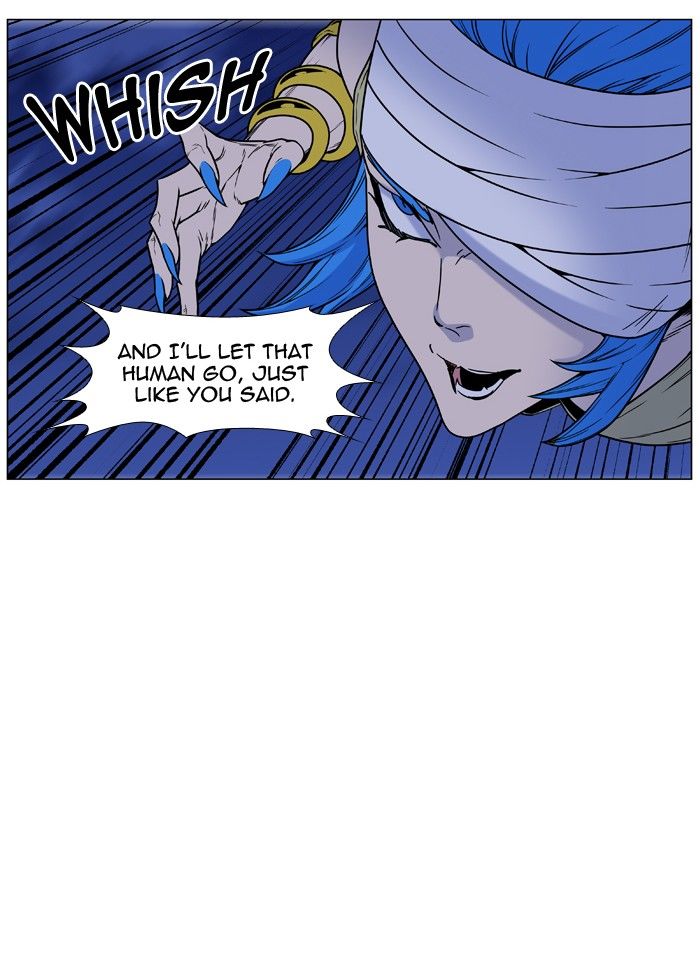 WHISH
AND I'LL LET THAT
HUMAN GO, JUST
LIKE YOU SAID.